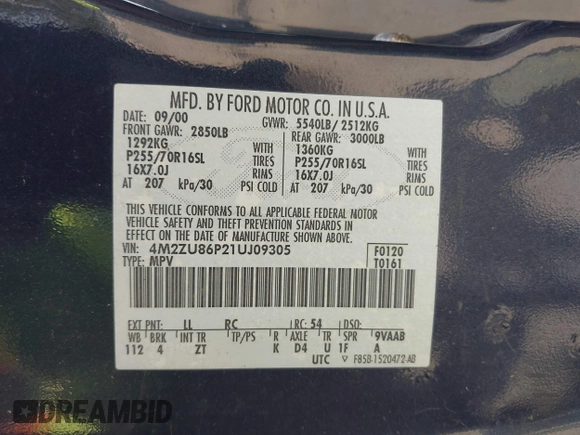 MFD. BY FORD MOTOR CO. IN U.S.A.
DATE: 09/00 GVWR: 5540LB/ 2512KG
FRONT GAWR: 2850LB REAR GAWR: 3000LB
1292KG WITH 1360KG WITH
P255/70R16SL TIRES P255/70R16SL TIRES
16X7.0J RIMS 16X7.0J RIMS
AT 207 kPa/30 PSI COLD AT 207 kPa/30 PSI COLD
THIS VEHICLE CONFORMS TO ALL APPLICABLE FEDERAL MOTOR
VEHICLE SAFETY AND THEFT PREVENTION STANDARDS IN
EFFECT ON THE DATE OF MANUFACTURE SHOWN ABOVE.
VIN: 4M2ZU86P21UJ09305 F0120
TYPE: MPV T0161
EXT PNT: LL RC: RC: 54 DSO:
WB BRK INT TR TP/PS R AXLE TR SPR 9VAAB
112 4 ZT K D4 U 1F A
UTC ▽ F85B-1520472-AB
DREAMBID